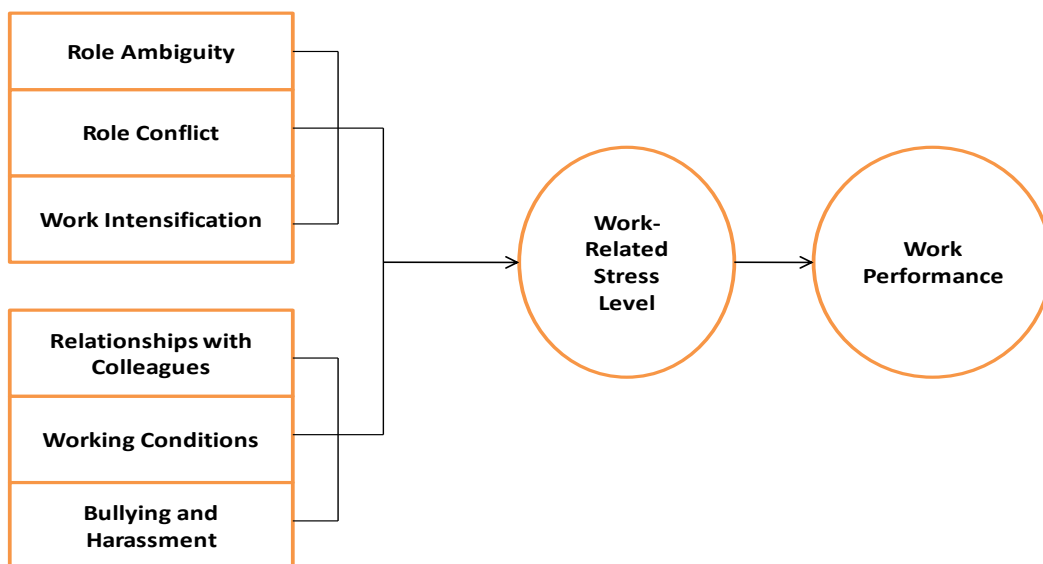 Role Ambiguity
Role Conflict
Work Intensification
Relationships with
Colleagues
Working Conditions
Bullying and
Harassment
Work-
Related
Stress
Level
Work
Performance